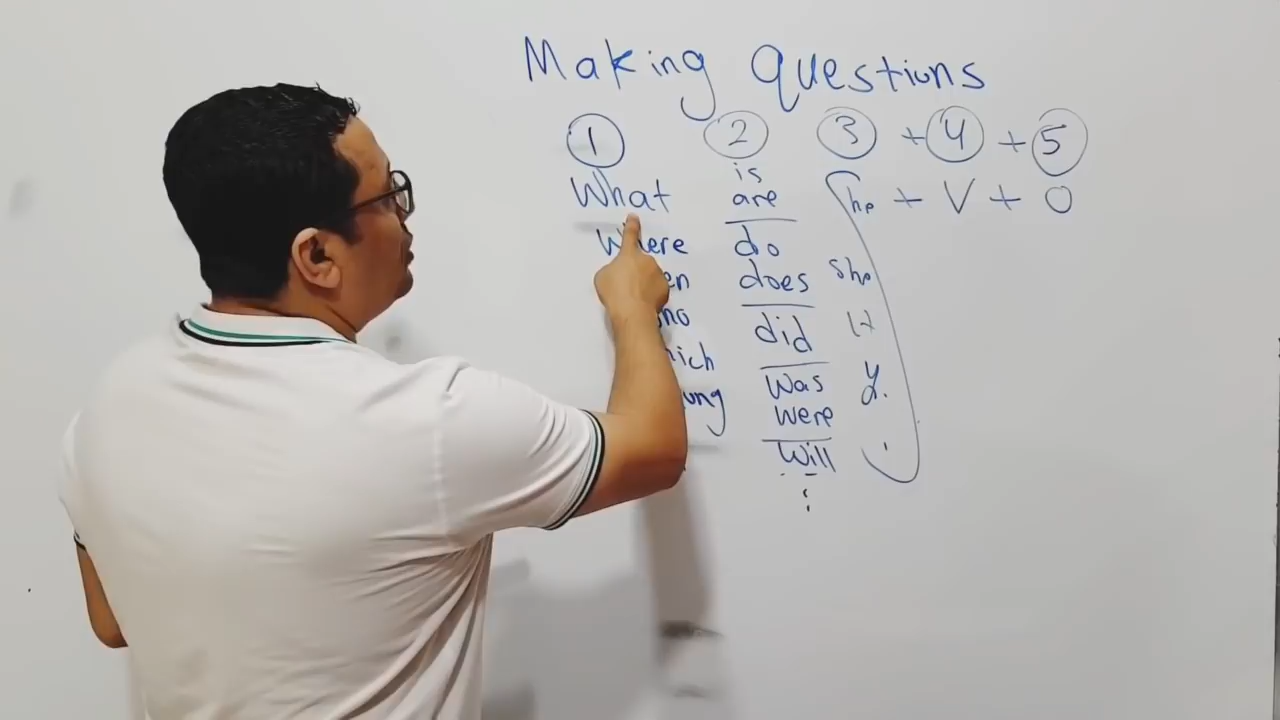 Making Questions
1 2 3 + 4 + 5
is
What are he + V + O
Where do
does She
did It
was
were
will